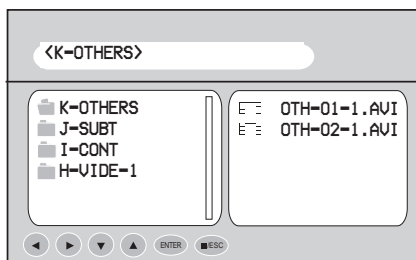 <K-OTHERS>
K-OTHERS
J-SUBT
I-CONT
H-VIDE-1
OTH-01-1.AVI
OTH-02-1.AVI
ENTER
■/ESC